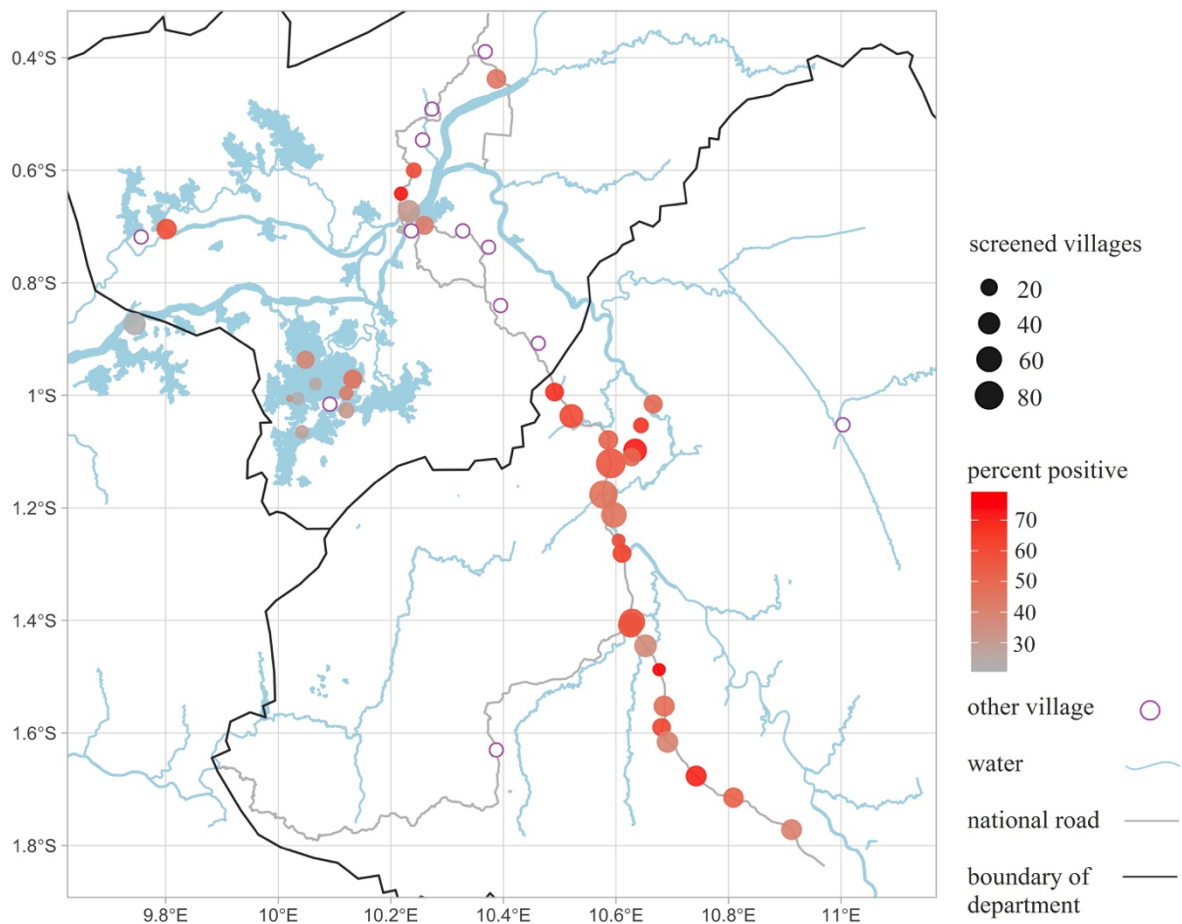 0.4°S
0.6°S
0.8°S
1°S
1.2°S
1.4°S
1.6°S
1.8°S
9.8°E
10°E
10.2°E
10.4°E
10.6°E
10.8°E
11°E
screened villages
20
40
60
80
percent positive
70
60
50
40
30
other village
water
national road
boundary of
department